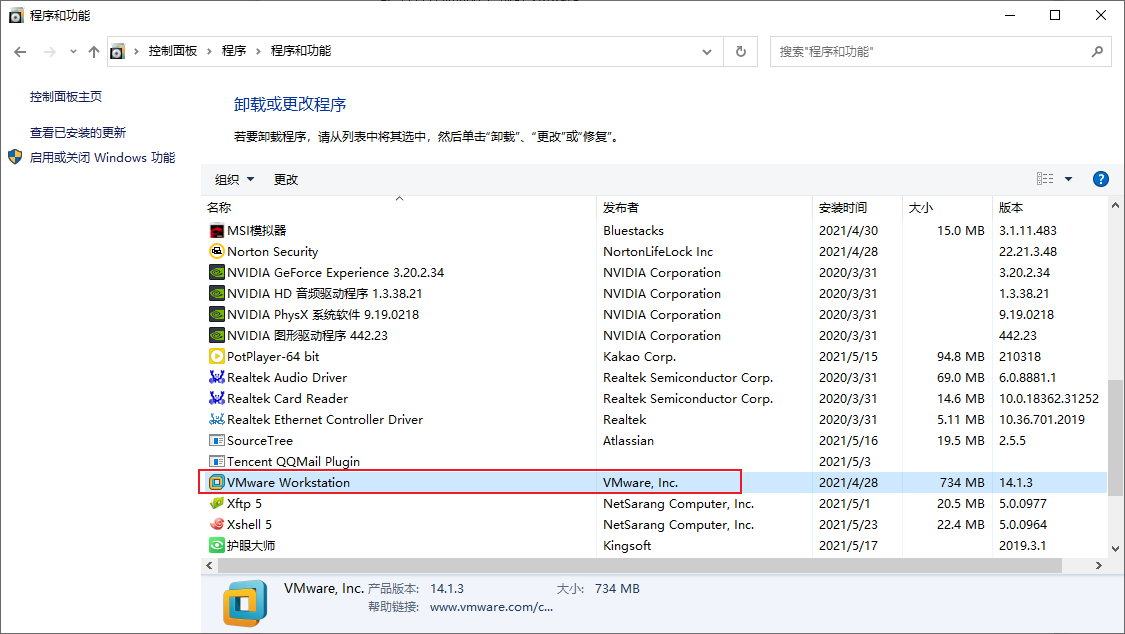 程序和功能
控制面板 程序 程序和功能
搜索"程序和功能"
控制面板主页
查看已安装的更新
启用或关闭 Windows 功能
卸载或更改程序
若要卸载程序，请从列表中将其选中，然后单击"卸载"、"更改"或"修复"。
组织 更改
名称 发布者 安装时间 大小 版本
MSI模拟器 Bluestacks 2021/4/30 15.0 MB 3.1.11.483
Norton Security NortonLifeLock Inc 2021/4/28 22.21.3.48
NVIDIA GeForce Experience 3.20.2.34 NVIDIA Corporation 2020/3/31 3.20.2.34
NVIDIA HD 音频驱动程序 1.3.38.21 NVIDIA Corporation 2020/3/31 1.3.38.21
NVIDIA PhysX 系统软件 9.19.0218 NVIDIA Corporation 2020/3/31 9.19.0218
NVIDIA 图形驱动程序 442.23 NVIDIA Corporation 2020/3/31 442.23
PotPlayer-64 bit Kakao Corp. 2021/5/15 94.8 MB 210318
Realtek Audio Driver Realtek Semiconductor Corp. 2020/3/31 69.0 MB 6.0.8881.1
Realtek Card Reader Realtek Semiconductor Corp. 2020/3/31 14.6 MB 10.0.18362.31252
Realtek Ethernet Controller Driver Realtek 2020/3/31 5.11 MB 10.36.701.2019
SourceTree Atlassian 2021/5/16 19.5 MB 2.5.5
Tencent QQMail Plugin 2021/5/3
VMware Workstation VMware, Inc. 2021/4/28 734 MB 14.1.3
Xftp 5 NetSarang Computer, Inc. 2021/5/1 20.5 MB 5.0.0977
Xshell 5 NetSarang Computer, Inc. 2021/5/23 22.4 MB 5.0.0964
护眼大师 Kingsoft 2021/5/17 2019.3.1
VMware, Inc. 产品版本: 14.1.3 大小: 734 MB
帮助链接: www.vmware.com/c...